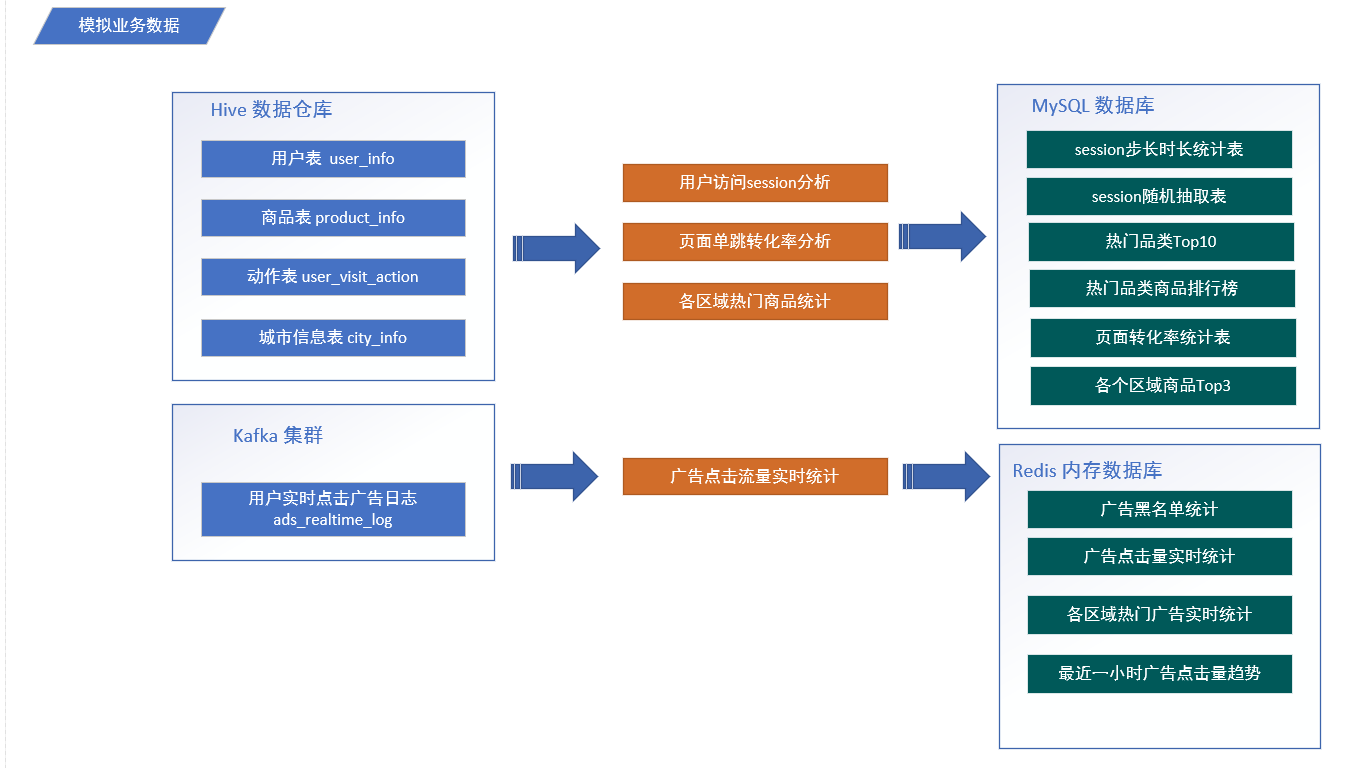 模拟业务数据
Hive 数据仓库
用户表 user_info
商品表 product_info
动作表 user_visit_action
城市信息表 city_info
Kafka 集群
用户实时点击广告日志
ads_realtime_log
用户访问session分析
页面单跳转化率分析
各区域热门商品统计
广告点击流量实时统计
MySQL 数据库
session步长时长统计表
session随机抽取表
热门品类Top10
热门品类商品排行榜
页面转化率统计表
各个区域商品Top3
Redis 内存数据库
广告黑名单统计
广告点击量实时统计
各区域热门广告实时统计
最近一小时广告点击量趋势